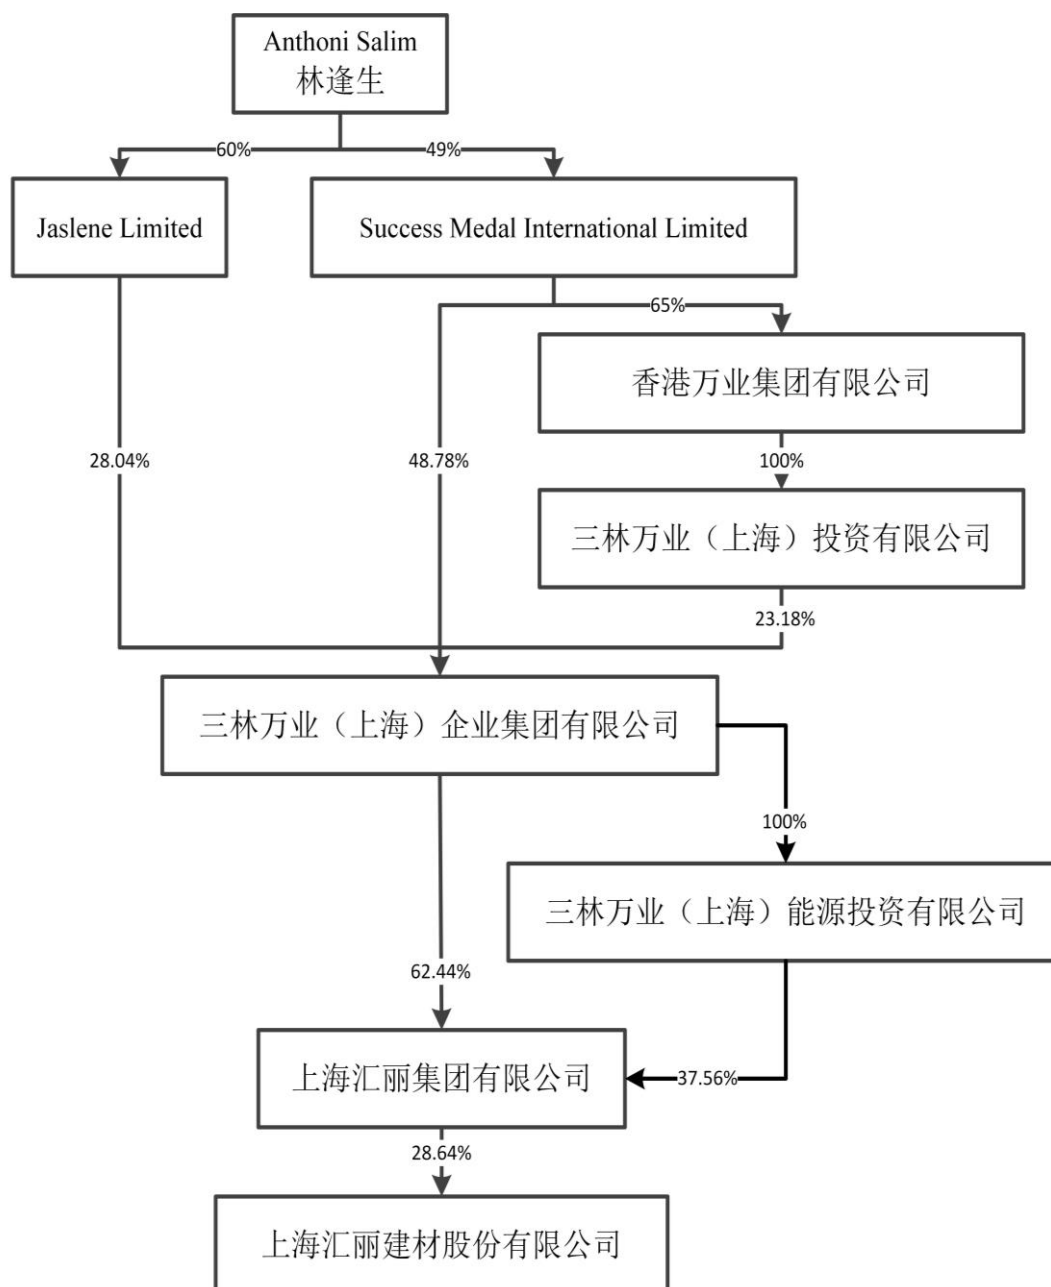 Anthoni Salim
林逢生
60%
49%
Jaslene Limited
Success Medal International Limited
65%
香港万业集团有限公司
28.04%
48.78%
100%
三林万业（上海）投资有限公司
23.18%
三林万业（上海）企业集团有限公司
100%
三林万业（上海）能源投资有限公司
62.44%
上海汇丽集团有限公司
37.56%
28.64%
上海汇丽建材股份有限公司